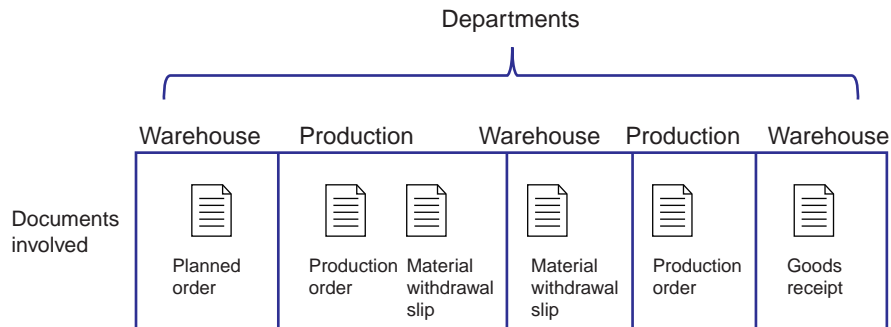 Departments
Warehouse Production Warehouse Production Warehouse
Documents
involved
Planned
order
Production
order
Material
withdrawal
slip
Material
withdrawal
slip
Production
order
Goods
receipt